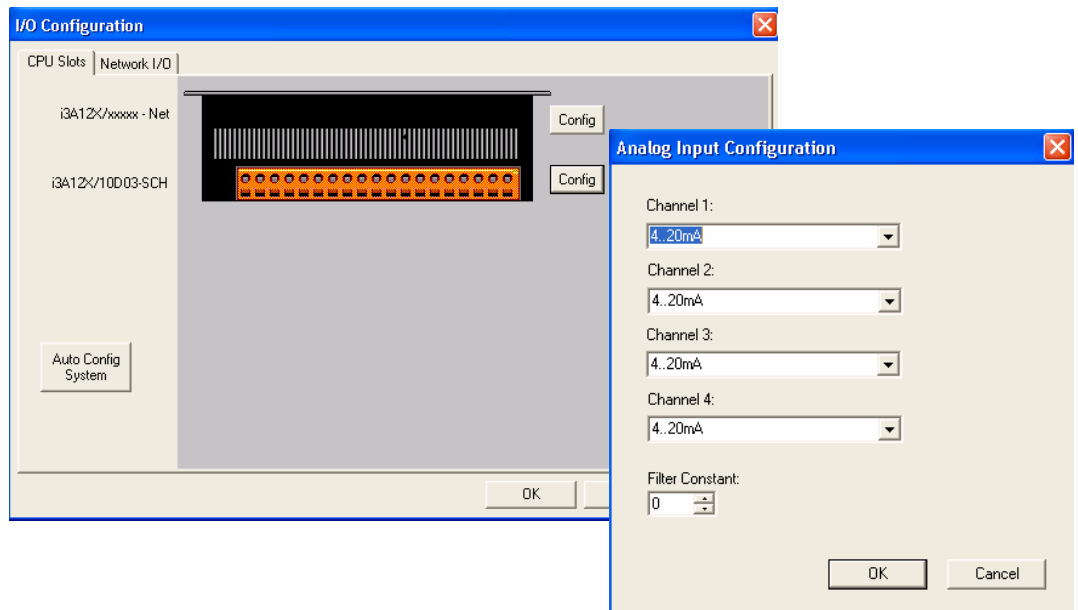 I/O Configuration
CPU Slots
Network I/O
i3A12X/xxxxx - Net
Config
i3A12X/10D03-SCH
Config
Auto Config
System
OK
Analog Input Configuration
Channel 1:
4..20mA
Channel 2:
4..20mA
Channel 3:
4..20mA
Channel 4:
4..20mA
Filter Constant:
0
OK
Cancel